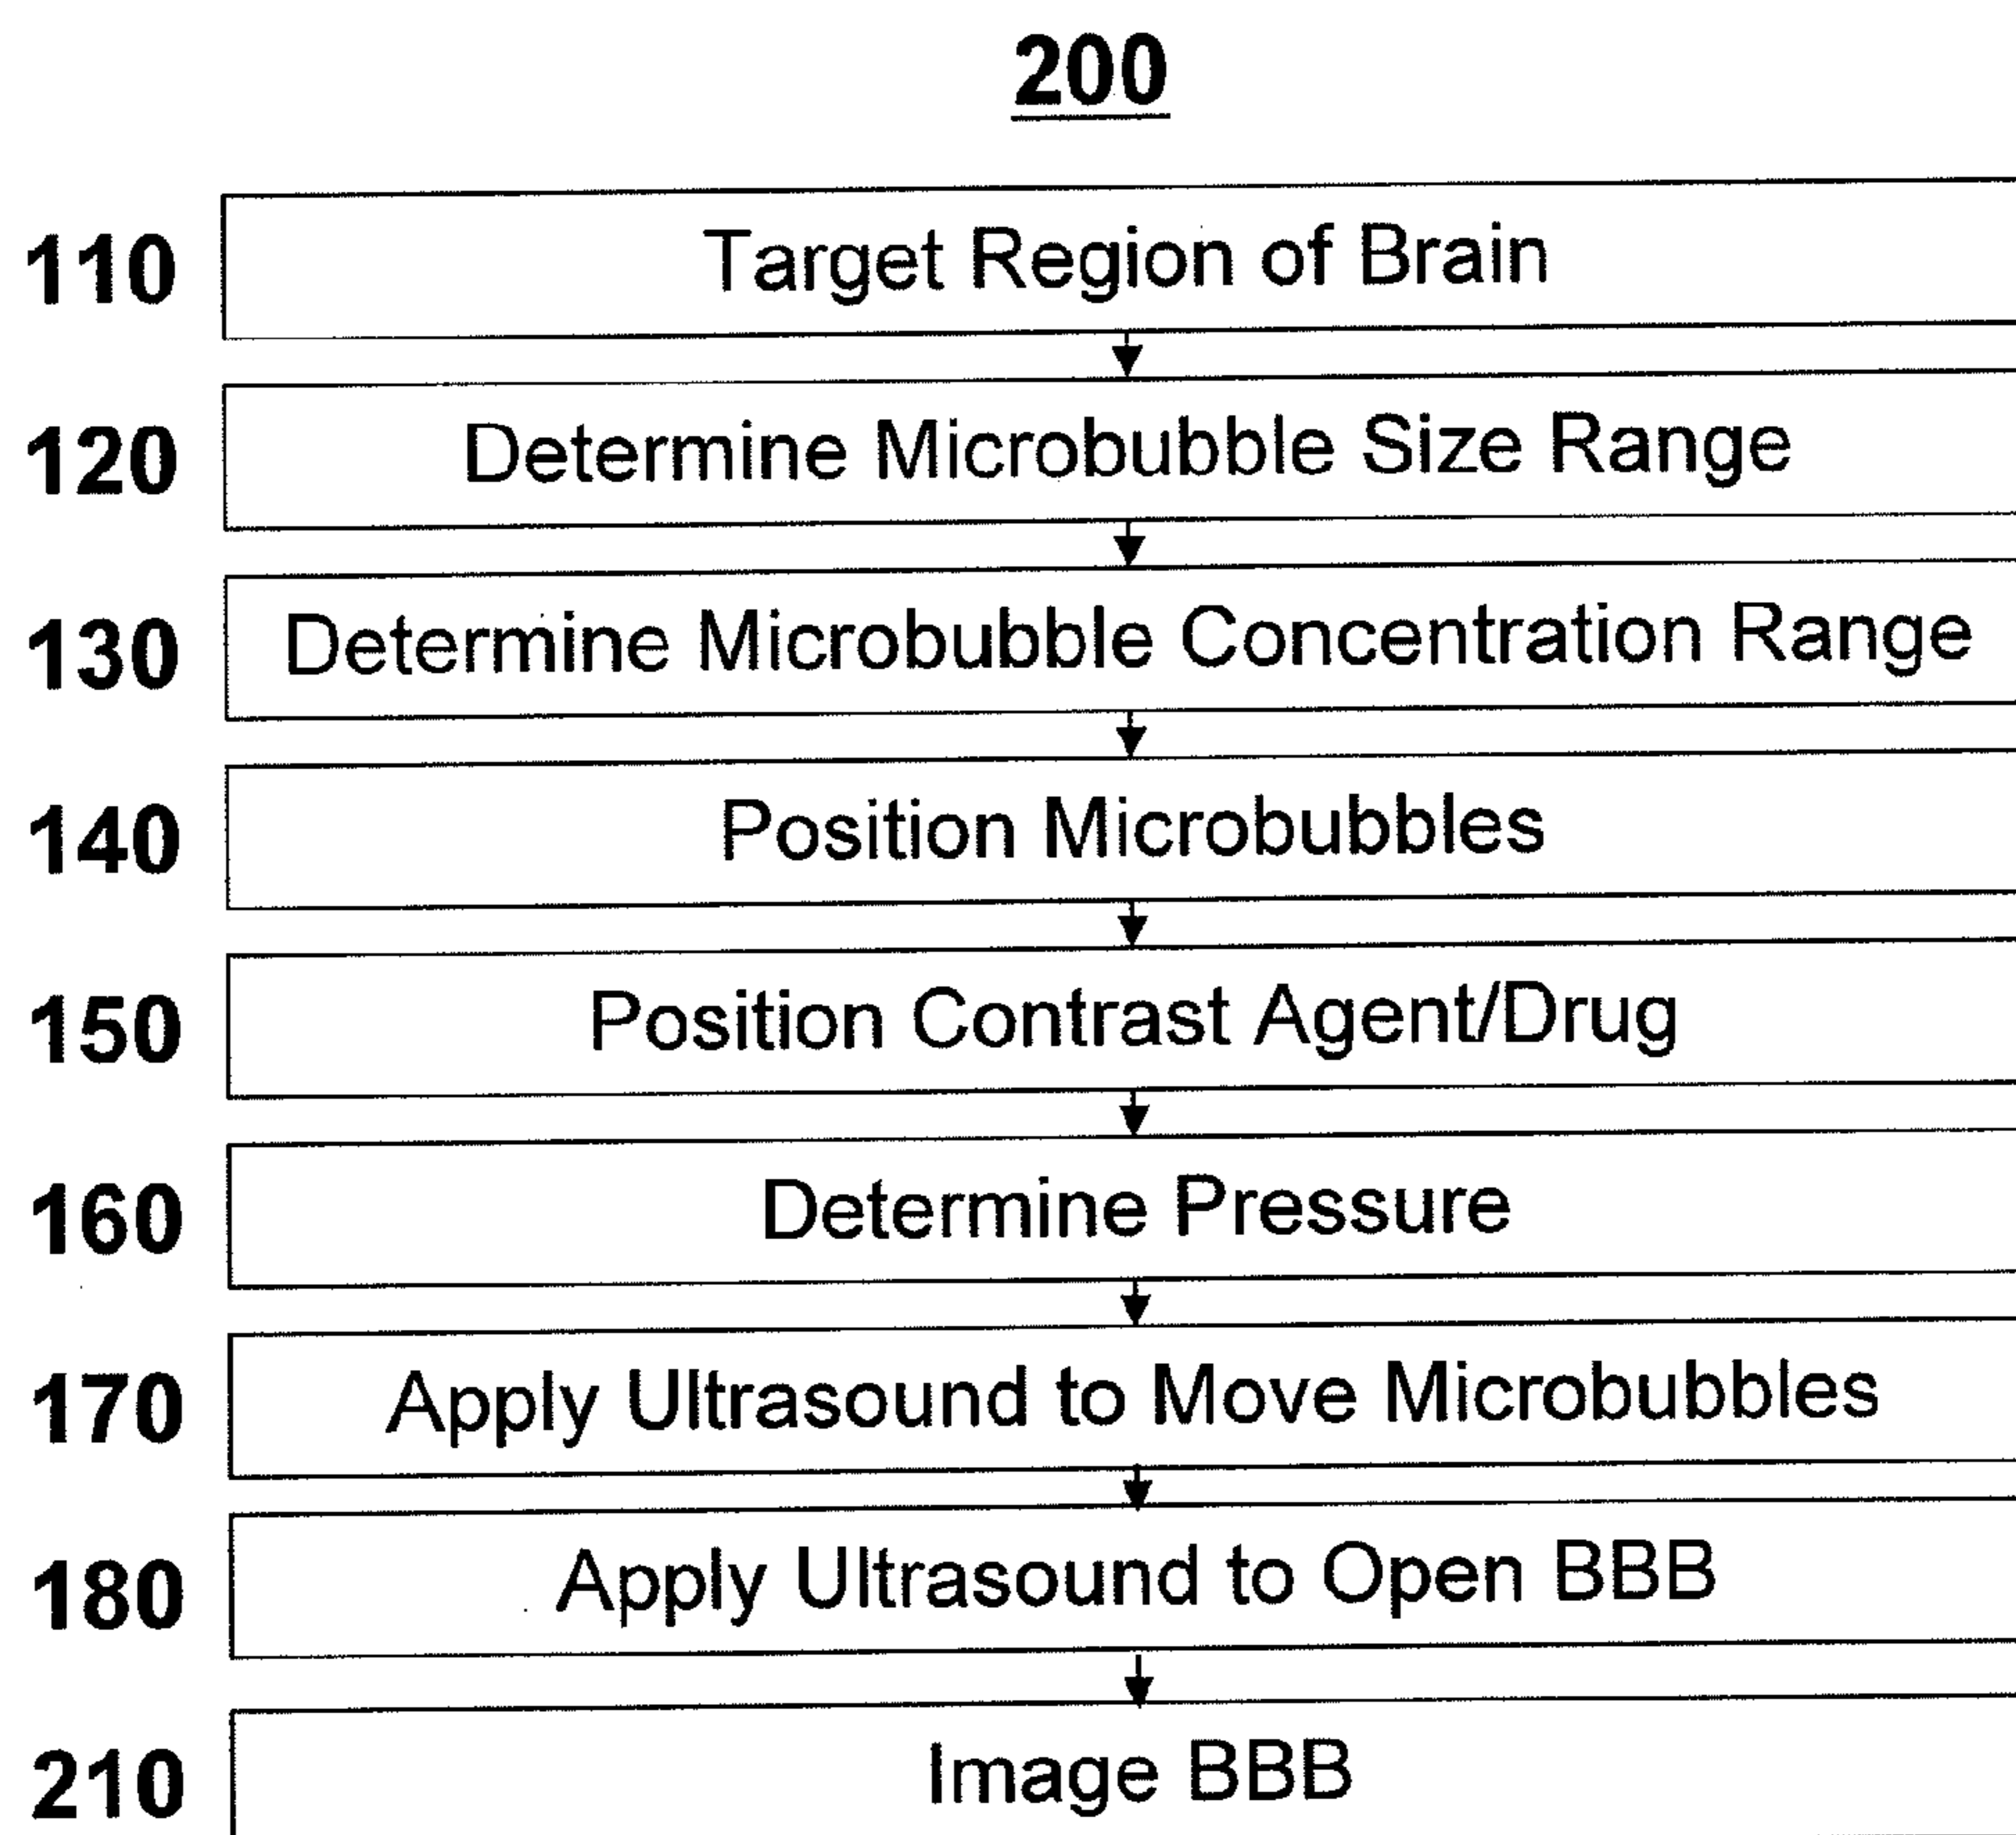 200
110 Target Region of Brain
120 Determine Microbubble Size Range
130 Determine Microbubble Concentration Range
140 Position Microbubbles
150 Position Contrast Agent/Drug
160 Determine Pressure
170 Apply Ultrasound to Move Microbubbles
180 Apply Ultrasound to Open BBB
210 Image BBB